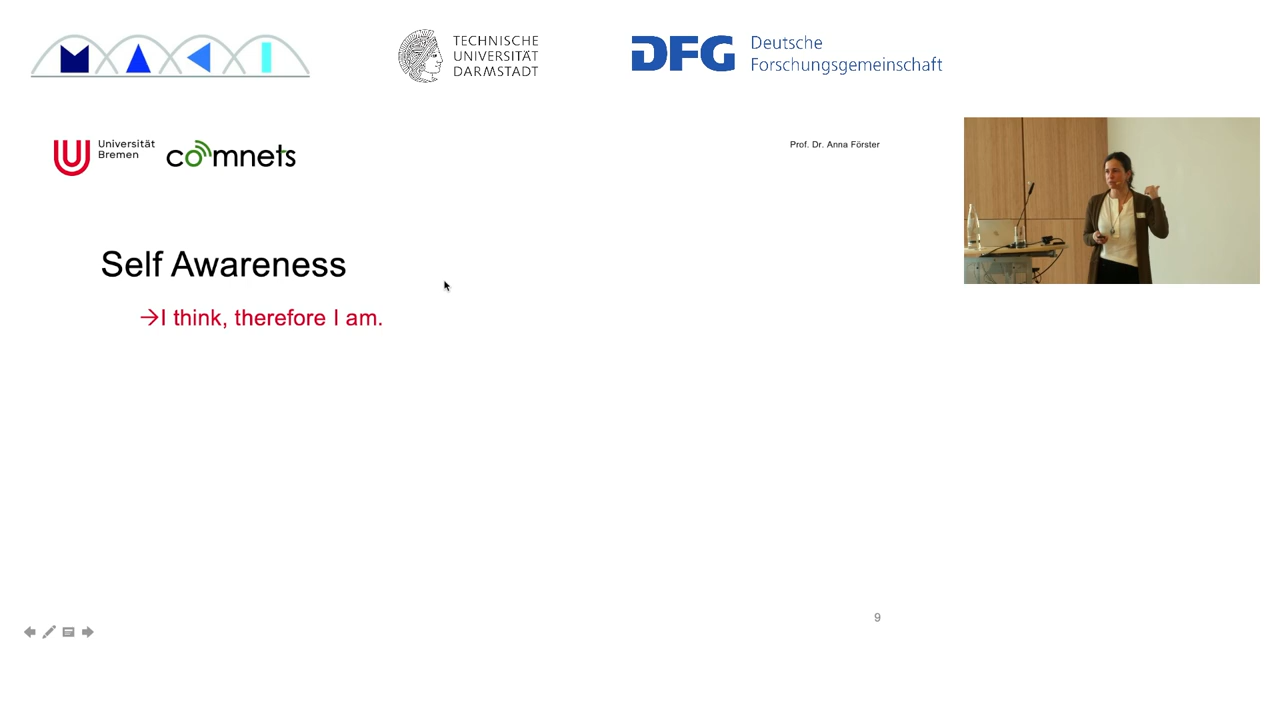 MAKI
TECHNISCHE
UNIVERSITÄT
DARMSTADT
DFG
Deutsche
Forschungsgemeinschaft
U
Universität
Bremen
comnets
Prof. Dr. Anna Förster
Self Awareness
→I think, therefore I am.
9